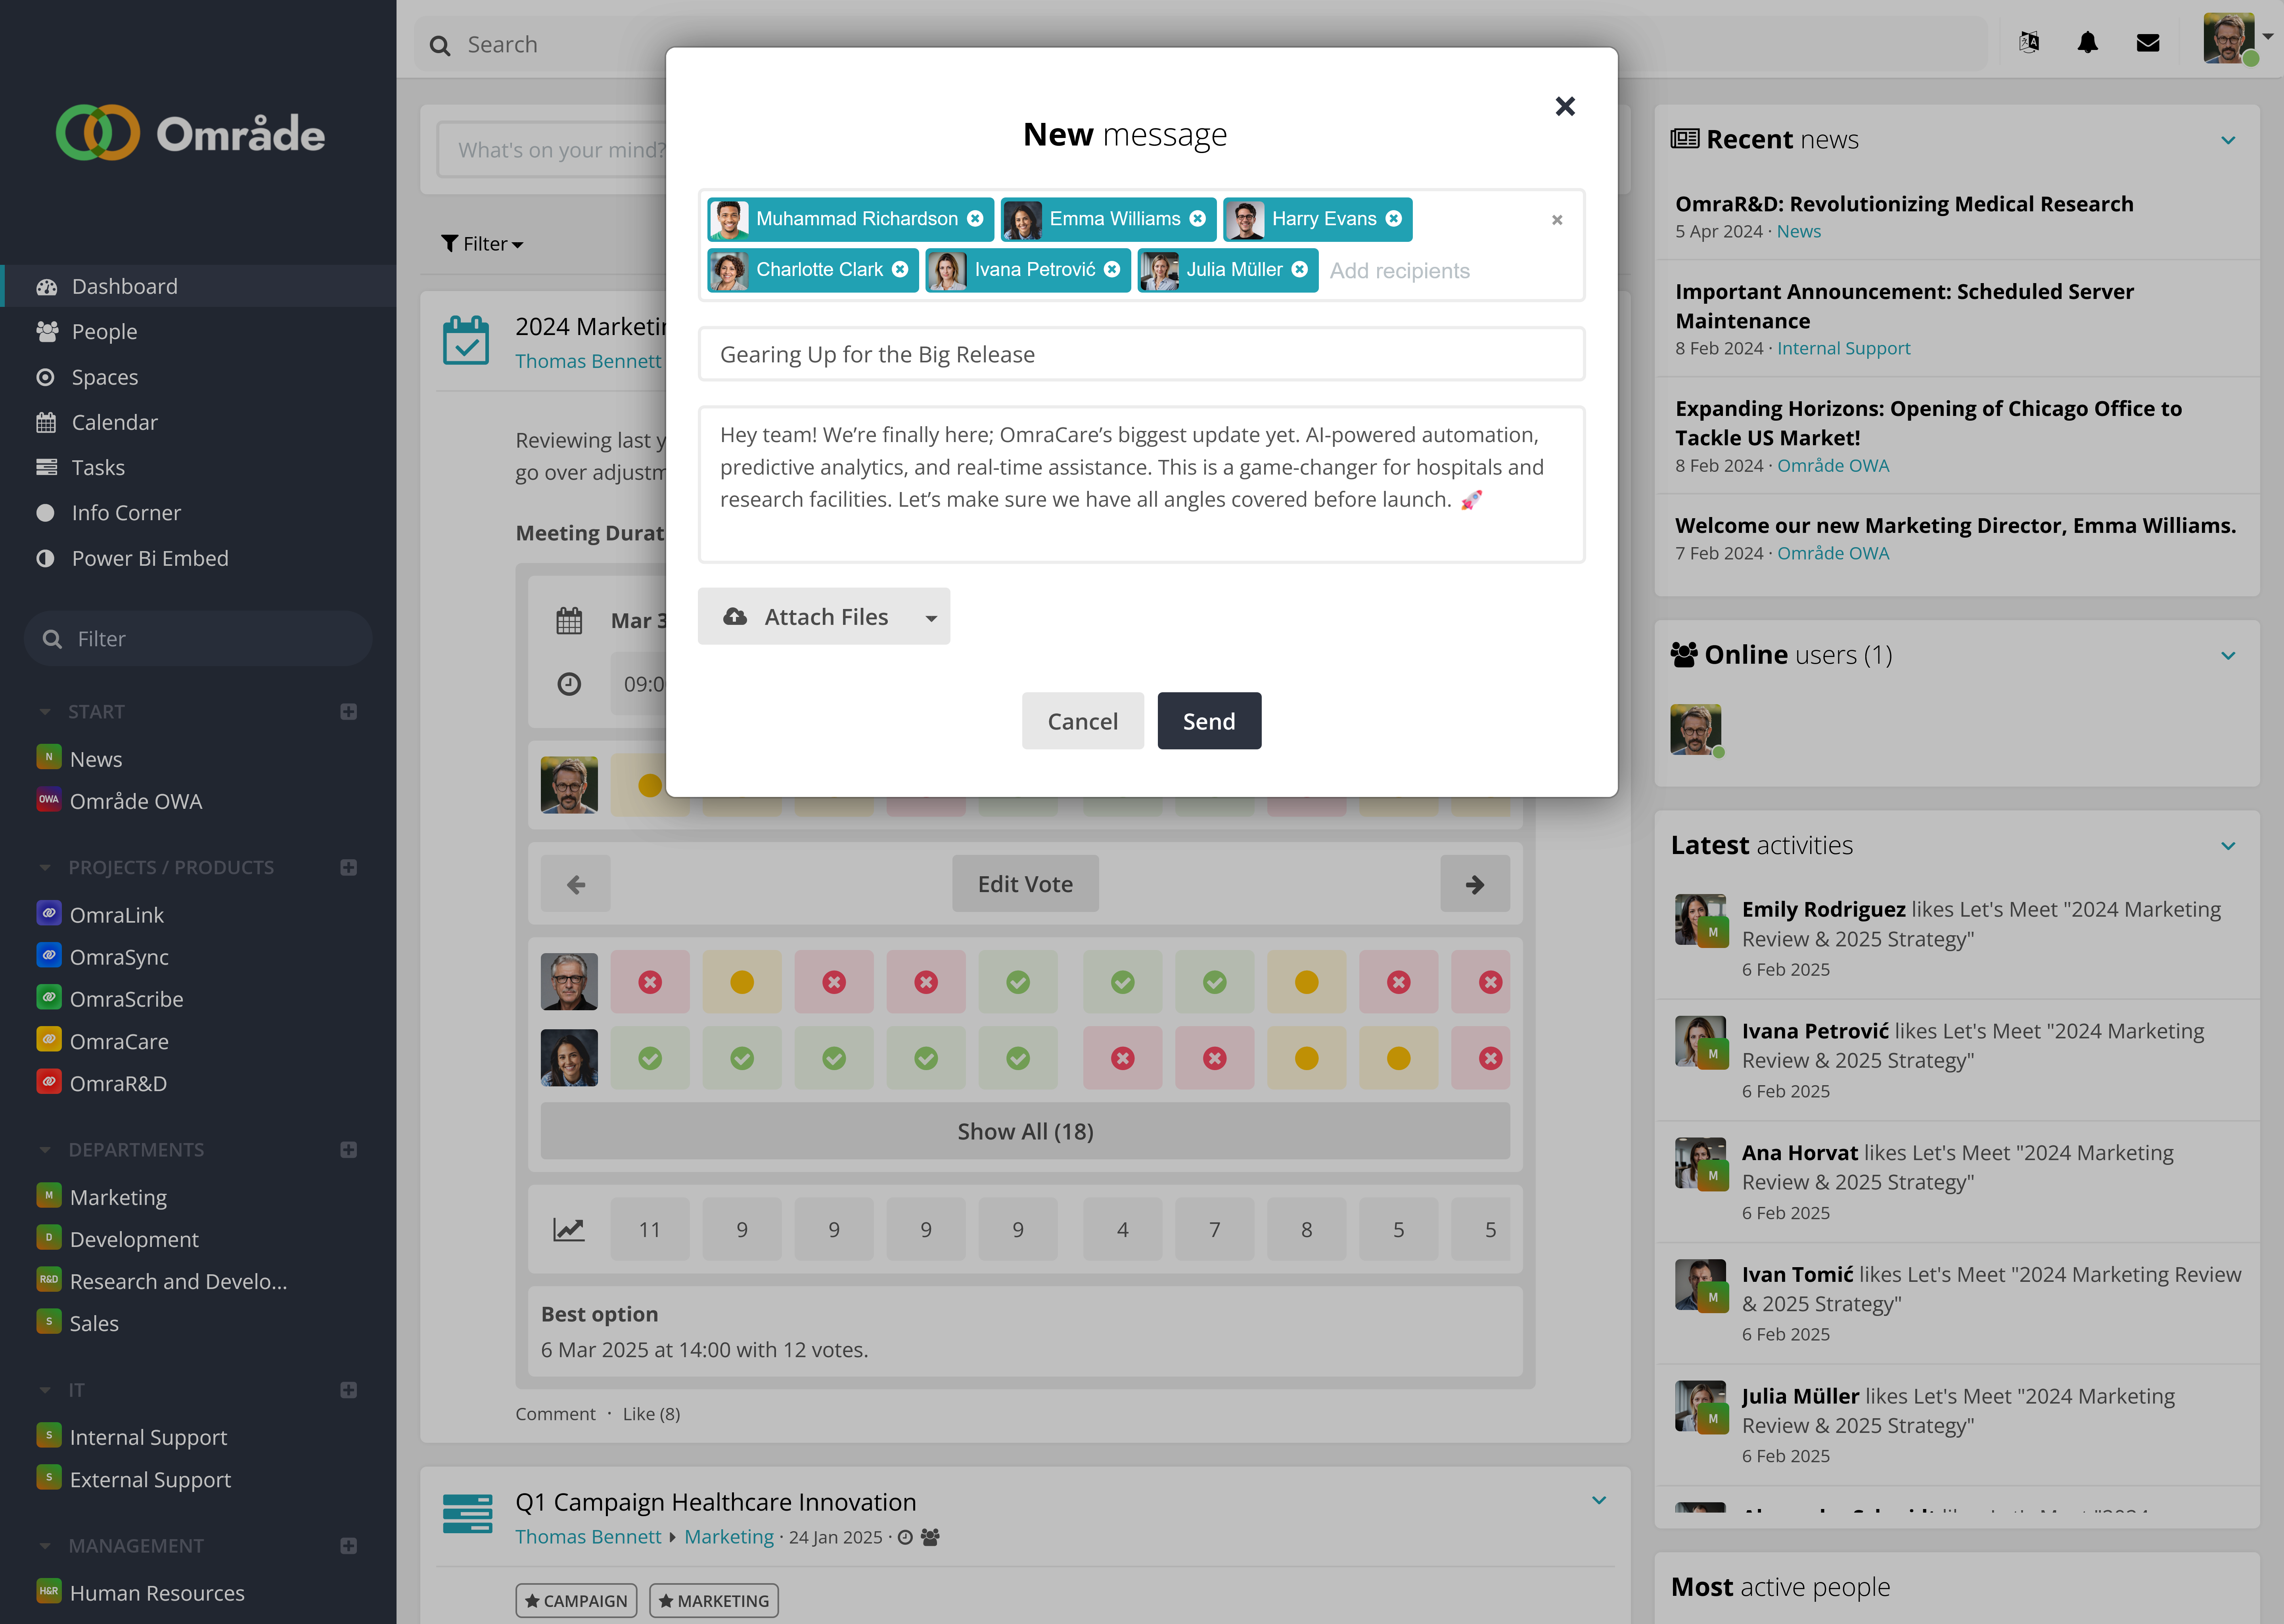 Område
Dashboard
People
Spaces
Calendar
Tasks
Info Corner
Power Bi Embed
Filter
START
N News
OWA Område OWA
PROJECTS / PRODUCTS
OmraLink
OmraSync
OmraScribe
OmraCare
OmraR&D
DEPARTMENTS
M Marketing
D Development
R&D Research and Develo...
S Sales
IT
S Internal Support
S External Support
MANAGEMENT
H&R Human Resources
Search
What's on your mind?
Filter
2024 Marketin
Thomas Bennett
Reviewing last y
go over adjustm
Meeting Durat
Mar 3
09:0
New message
Muhammad Richardson Emma Williams Harry Evans
Charlotte Clark Ivana Petrović Julia Müller Add recipients
Gearing Up for the Big Release
Hey team! We’re finally here; OmraCare’s biggest update yet. AI-powered automation,
predictive analytics, and real-time assistance. This is a game-changer for hospitals and
research facilities. Let’s make sure we have all angles covered before launch. 🚀
Attach Files
Cancel Send
Edit Vote
Show All (18)
11 9 9 9 9 4 7 8 5 5
Best option
6 Mar 2025 at 14:00 with 12 votes.
Comment · Like (8)
Q1 Campaign Healthcare Innovation
Thomas Bennett Marketing · 24 Jan 2025 ·
CAMPAIGN MARKETING
Recent news
OmraR&D: Revolutionizing Medical Research
5 Apr 2024 · News
Important Announcement: Scheduled Server
Maintenance
8 Feb 2024 · Internal Support
Expanding Horizons: Opening of Chicago Office to
Tackle US Market!
8 Feb 2024 · Område OWA
Welcome our new Marketing Director, Emma Williams.
7 Feb 2024 · Område OWA
Online users (1)
Latest activities
M
Emily Rodriguez likes Let's Meet "2024 Marketing
Review & 2025 Strategy"
6 Feb 2025
M
Ivana Petrović likes Let's Meet "2024 Marketing
Review & 2025 Strategy"
6 Feb 2025
M
Ana Horvat likes Let's Meet "2024 Marketing
Review & 2025 Strategy"
6 Feb 2025
M
Ivan Tomić likes Let's Meet "2024 Marketing Review
& 2025 Strategy"
6 Feb 2025
M
Julia Müller likes Let's Meet "2024 Marketing
Review & 2025 Strategy"
6 Feb 2025
Most active people